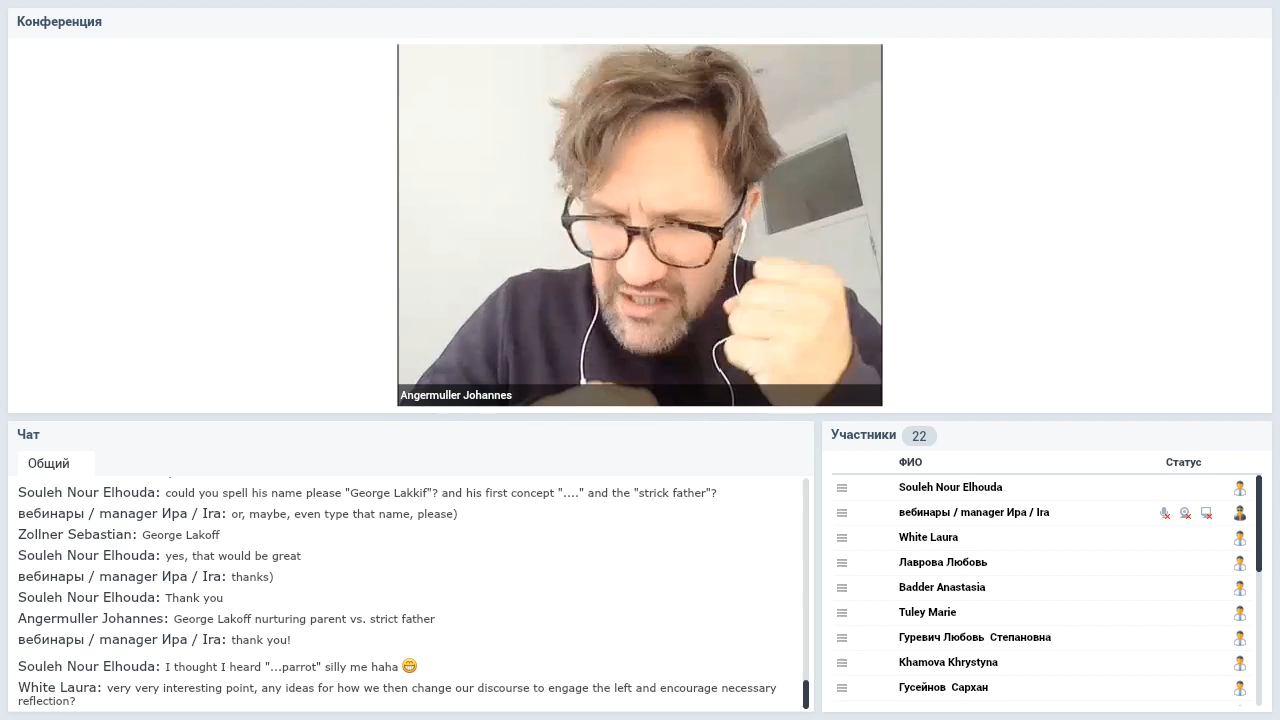 Конференция
Angermuller Johannes
Чат
Общий
Souleh Nour Elhouda: could you spell his name please "George Lakkif"? and his first concept "...." and the "strick father"?
вебинары / manager Ира / Ira: or, maybe, even type that name, please)
Zollner Sebastian: George Lakoff
Souleh Nour Elhouda: yes, that would be great
вебинары / manager Ира / Ira: thanks)
Souleh Nour Elhouda: Thank you
Angermuller Johannes: George Lakoff nurturing parent vs. strict father
вебинары / manager Ира / Ira: thank you!
Souleh Nour Elhouda: I thought I heard "...parrot" silly me haha 😁
White Laura: very very interesting point, any ideas for how we then change our discourse to engage the left and encourage necessary
reflection?
Участники 22
ФИО Статус
Souleh Nour Elhouda
вебинары / manager Ира / Ira
White Laura
Лаврова Любовь
Badder Anastasia
Tuley Marie
Гуревич Любовь Степановна
Khamova Khrystyna
Гусейнов Сархан